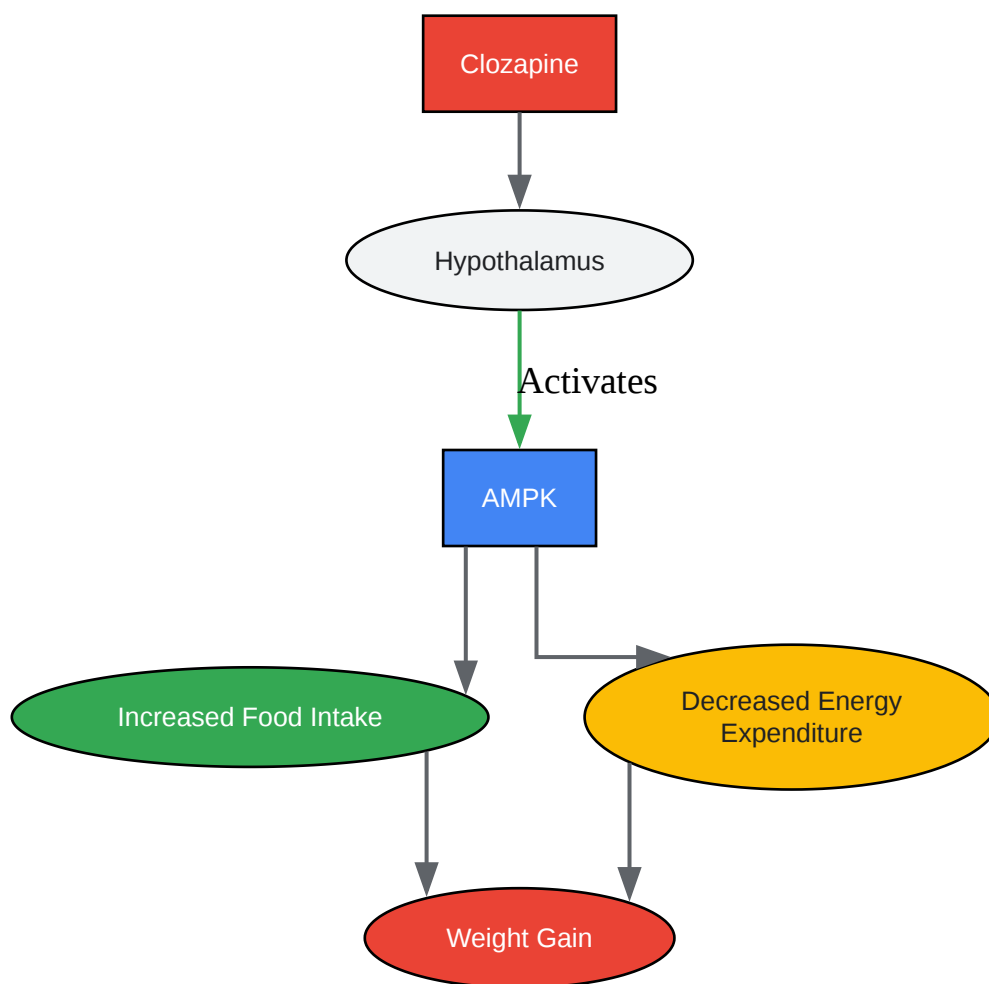 Clozapine
Hypothalamus
Activates
AMPK
Increased Food Intake
Decreased Energy
Expenditure
Weight Gain